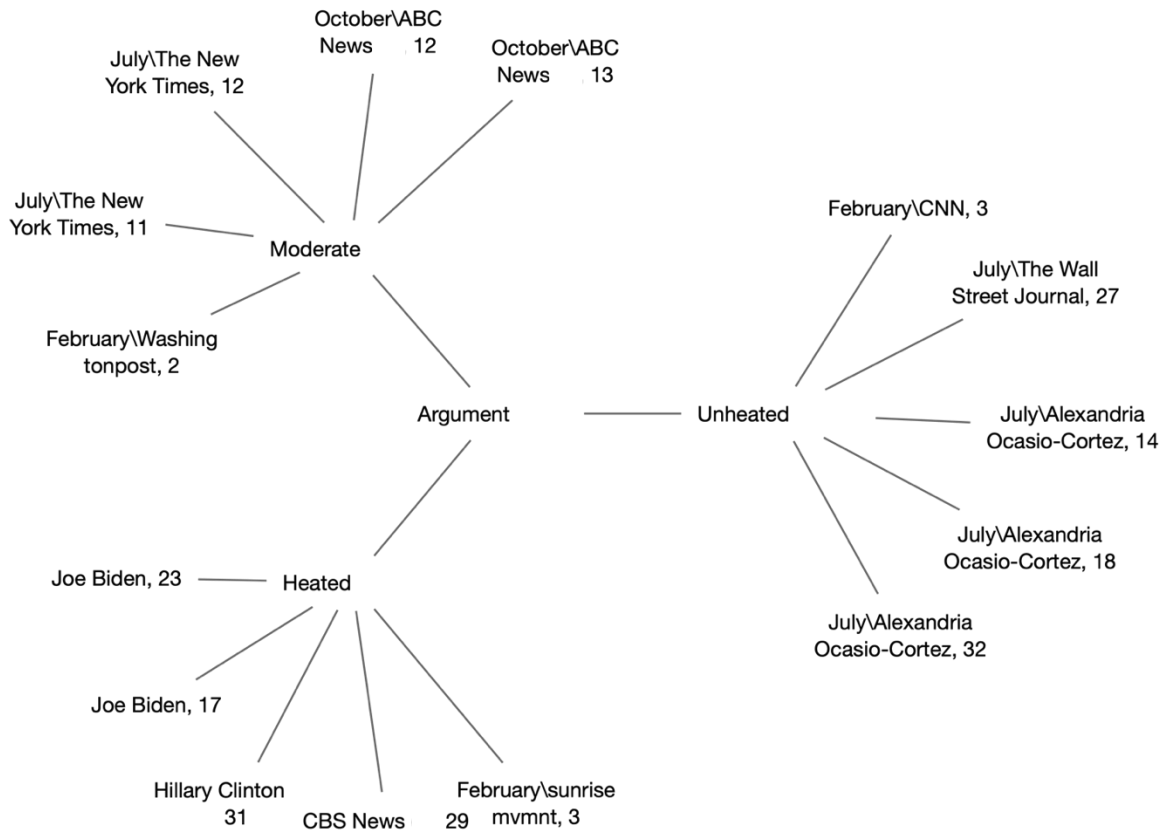 October\ABC
News 12
October\ABC
News 13
July\The New
York Times, 12
July\The New
York Times, 11
Moderate
February\Washing
tonpost, 2
February\CNN, 3
July\The Wall
Street Journal, 27
Argument
Unheated
July\Alexandria
Ocasio-Cortez, 14
July\Alexandria
Ocasio-Cortez, 18
July\Alexandria
Ocasio-Cortez, 32
Joe Biden, 23
Heated
Joe Biden, 17
Hillary Clinton
31
CBS News 29
February\sunrise
mvmnt, 3